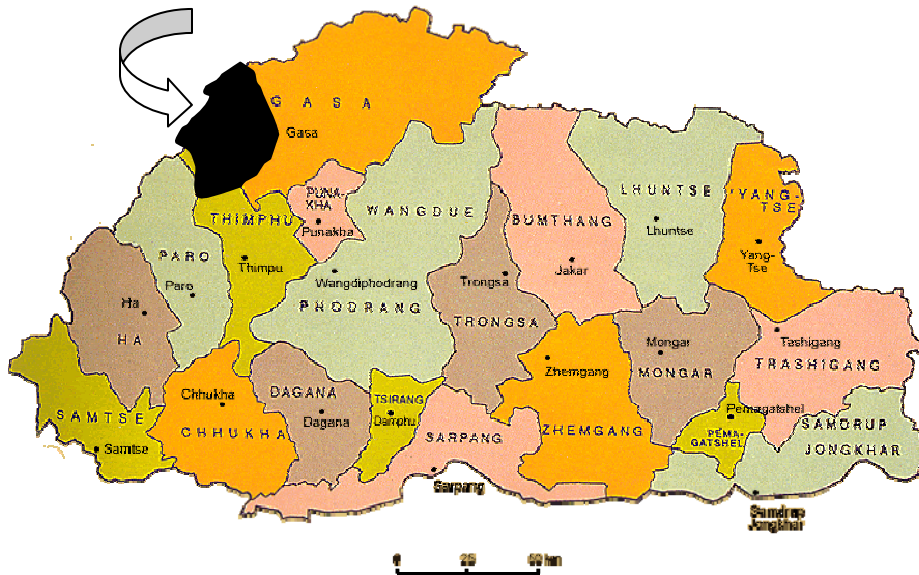 GASA
Gasa
PUNA-
KHA
Punakha
THIMPHU
Thimpu
WANGDUE
Wangdiphodrang
PHODRANG
PARO
Paro
Ha
HA
BUMTHANG
Jakar
LHUNTSE
Lhuntse
YANG-
TSE
Yang-
Tse
Trongsa
TRONGSA
Tashigang
TRASHIGANG
Mongar
MONGAR
Zhemgang
ZHEMGANG
Chhukha
CHHUKHA
DAGANA
Dagana
TSIRANG
Damphu
SARPANG
Sarpang
SAMTSE
Samtse
Pemagatshel
PEMA-
GATSHEL
SAMDRUP
JONGKHAR
Samdrup
Jongkhar
0 25 50 km